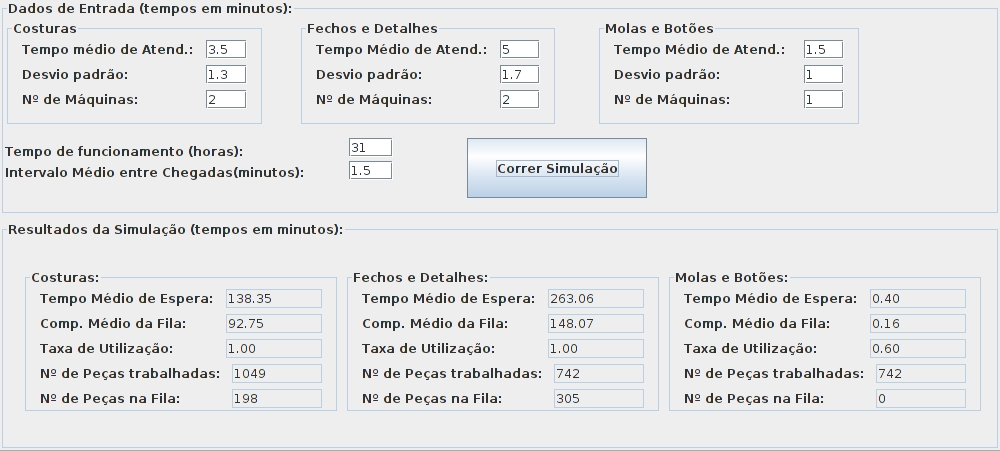 Dados de Entrada (tempos em minutos):
Costuras
Tempo médio de Atend.: 3.5
Desvio padrão: 1.3
Nº de Máquinas: 2
Fechos e Detalhes
Tempo Médio de Atend.: 5
Desvio padrão: 1.7
Nº de Máquinas: 2
Molas e Botões
Tempo Médio de Atend.: 1.5
Desvio padrão: 1
Nº de Máquinas: 1
Tempo de funcionamento (horas): 31
Intervalo Médio entre Chegadas(minutos): 1.5
Correr Simulação
Resultados da Simulação (tempos em minutos):
Costuras:
Tempo Médio de Espera: 138.35
Comp. Médio da Fila: 92.75
Taxa de Utilização: 1.00
Nº de Peças trabalhadas: 1049
Nº de Peças na Fila: 198
Fechos e Detalhes:
Tempo Médio de Espera: 263.06
Comp. Médio da Fila: 148.07
Taxa de Utilização: 1.00
Nº de Peças trabalhadas: 742
Nº de Peças na Fila: 305
Molas e Botões:
Tempo Médio de Espera: 0.40
Comp. Médio da Fila: 0.16
Taxa de Utilização: 0.60
Nº de Peças trabalhadas: 742
Nº de Peças na Fila: 0